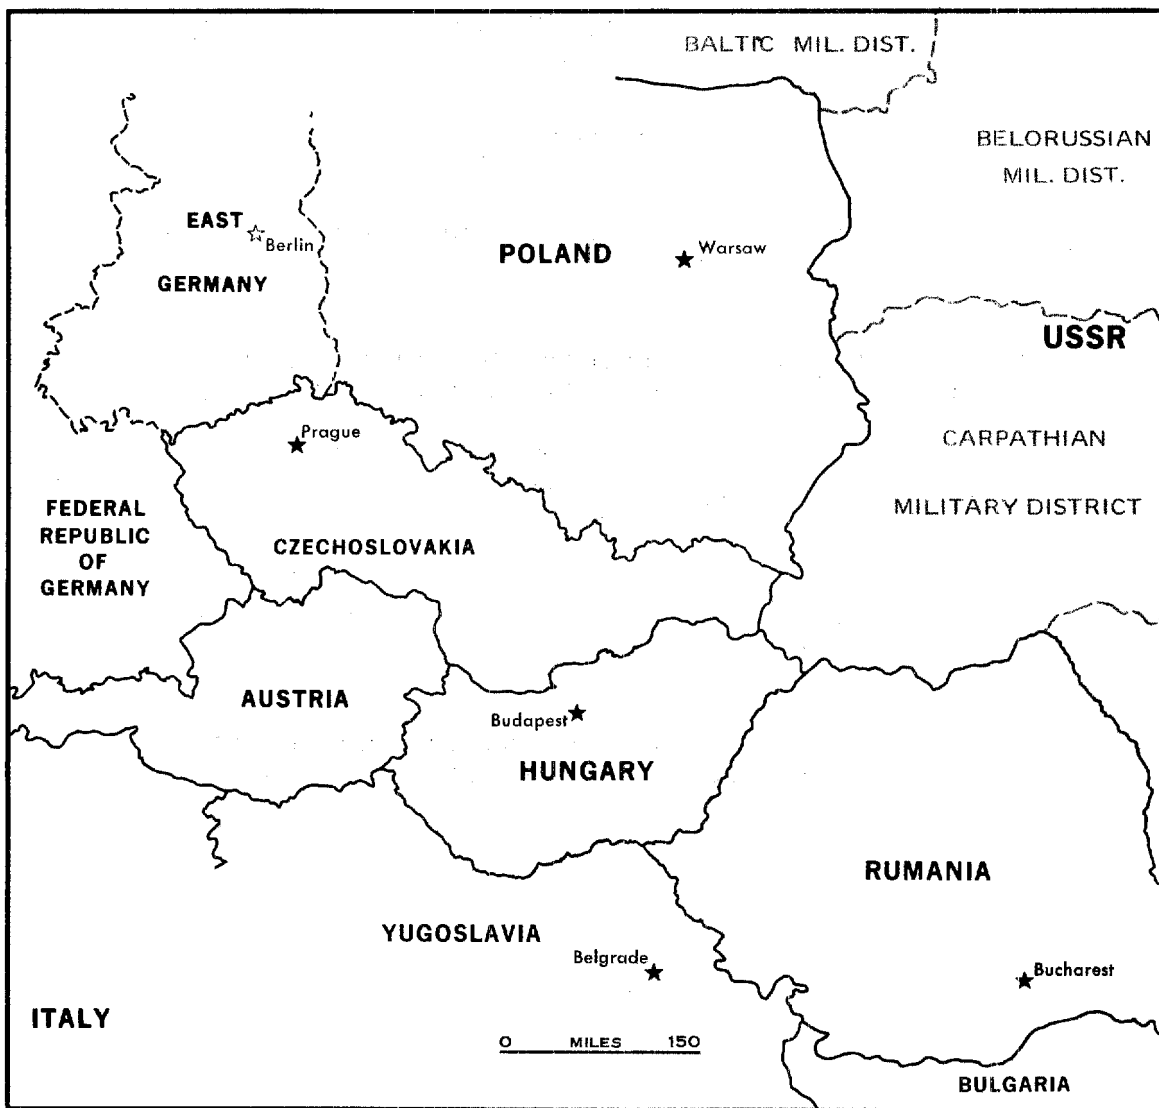 BALTIC MIL. DIST.
BELORUSSIAN
MIL. DIST.
EAST
Berlin
GERMANY
POLAND
Warsaw
USSR
Prague
CARPATHIAN
MILITARY DISTRICT
FEDERAL
REPUBLIC
OF
GERMANY
CZECHOSLOVAKIA
AUSTRIA
Budapest
HUNGARY
RUMANIA
YUGOSLAVIA
Belgrade
Bucharest
ITALY
0 MILES 150
BULGARIA